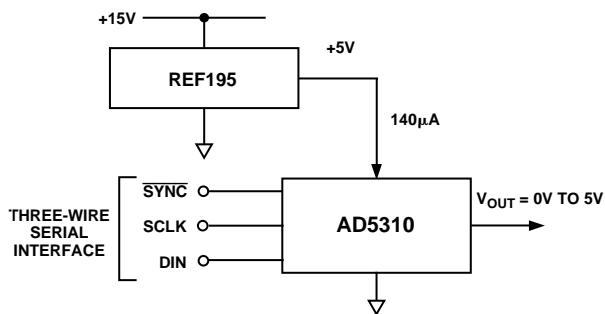 +15V
+5V
REF195
140μA
THREE-WIRE
SERIAL
INTERFACE
SYNC
SCLK
DIN
AD5310
VOUT = 0V TO 5V